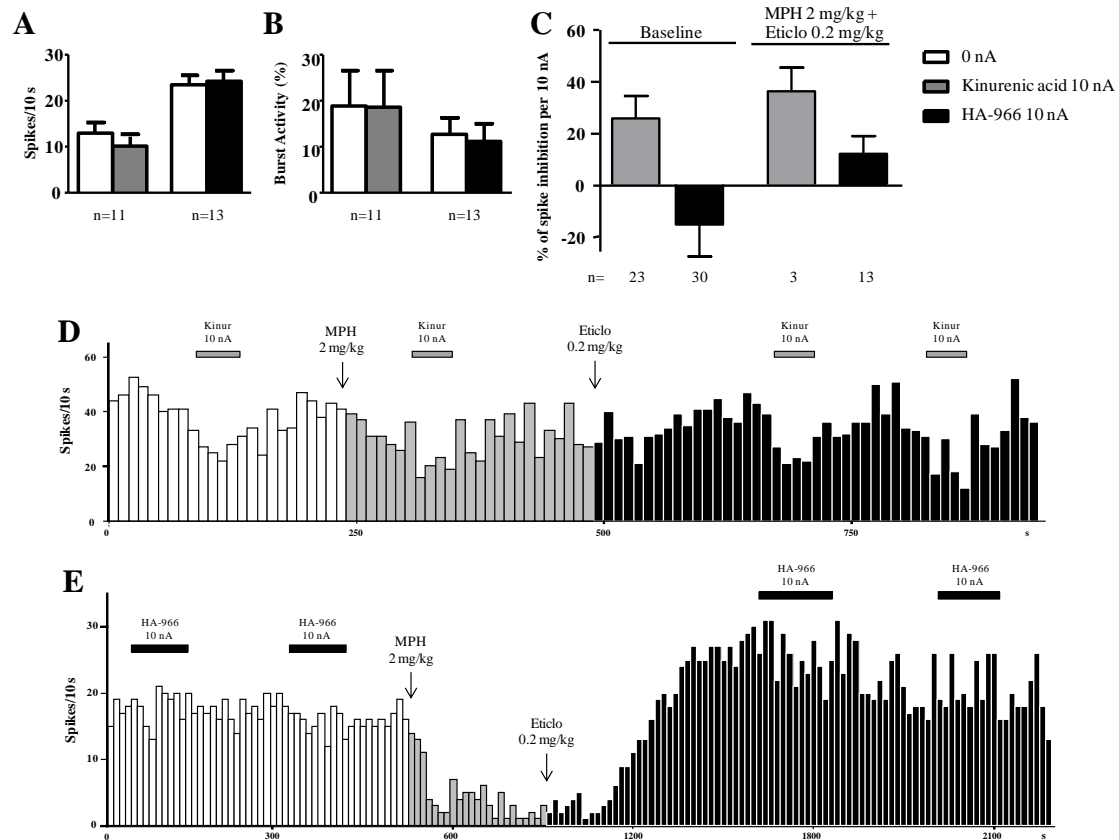 A
Spikes/10 s
30
20
10
0
n=11
n=13
B
Burst Activity (%)
30
20
10
0
n=11
n=13
C
% of spike inhibition per 10 nA
60
40
20
0
-20
Baseline
MPH 2 mg/kg +
Eticlo 0.2 mg/kg
n=
23
30
3
13
0 nA
Kinurenic acid 10 nA
HA-966 10 nA
D
Spikes/10 s
60
40
20
0
Kinur
10 nA
MPH
2 mg/kg
Kinur
10 nA
Eticlo
0.2 mg/kg
Kinur
10 nA
Kinur
10 nA
0
250
500
750
s
E
Spikes/10s
30
20
10
0
HA-966
10 nA
HA-966
10 nA
MPH
2 mg/kg
Eticlo
0.2 mg/kg
HA-966
10 nA
HA-966
10 nA
0
300
600
1200
1800
2100
s